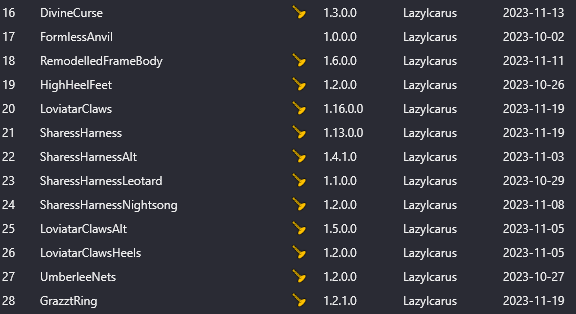 16 DivineCurse 1.3.0.0 LazyIcarus 2023-11-13
17 FormlessAnvil 1.0.0.0 LazyIcarus 2023-10-02
18 RemodelledFrameBody 1.6.0.0 LazyIcarus 2023-11-11
19 HighHeelFeet 1.2.0.0 LazyIcarus 2023-10-26
20 LoviatarClaws 1.16.0.0 LazyIcarus 2023-11-19
21 SharessHarness 1.13.0.0 LazyIcarus 2023-11-19
22 SharessHarnessAlt 1.4.1.0 LazyIcarus 2023-11-03
23 SharessHarnessLeotard 1.1.0.0 LazyIcarus 2023-10-29
24 SharessHarnessNightsong 1.2.0.0 LazyIcarus 2023-11-08
25 LoviatarClawsAlt 1.5.0.0 LazyIcarus 2023-11-05
26 LoviatarClawsHeels 1.2.0.0 LazyIcarus 2023-11-05
27 UmberleeNets 1.2.0.0 LazyIcarus 2023-10-27
28 GrazztRing 1.2.1.0 LazyIcarus 2023-11-19